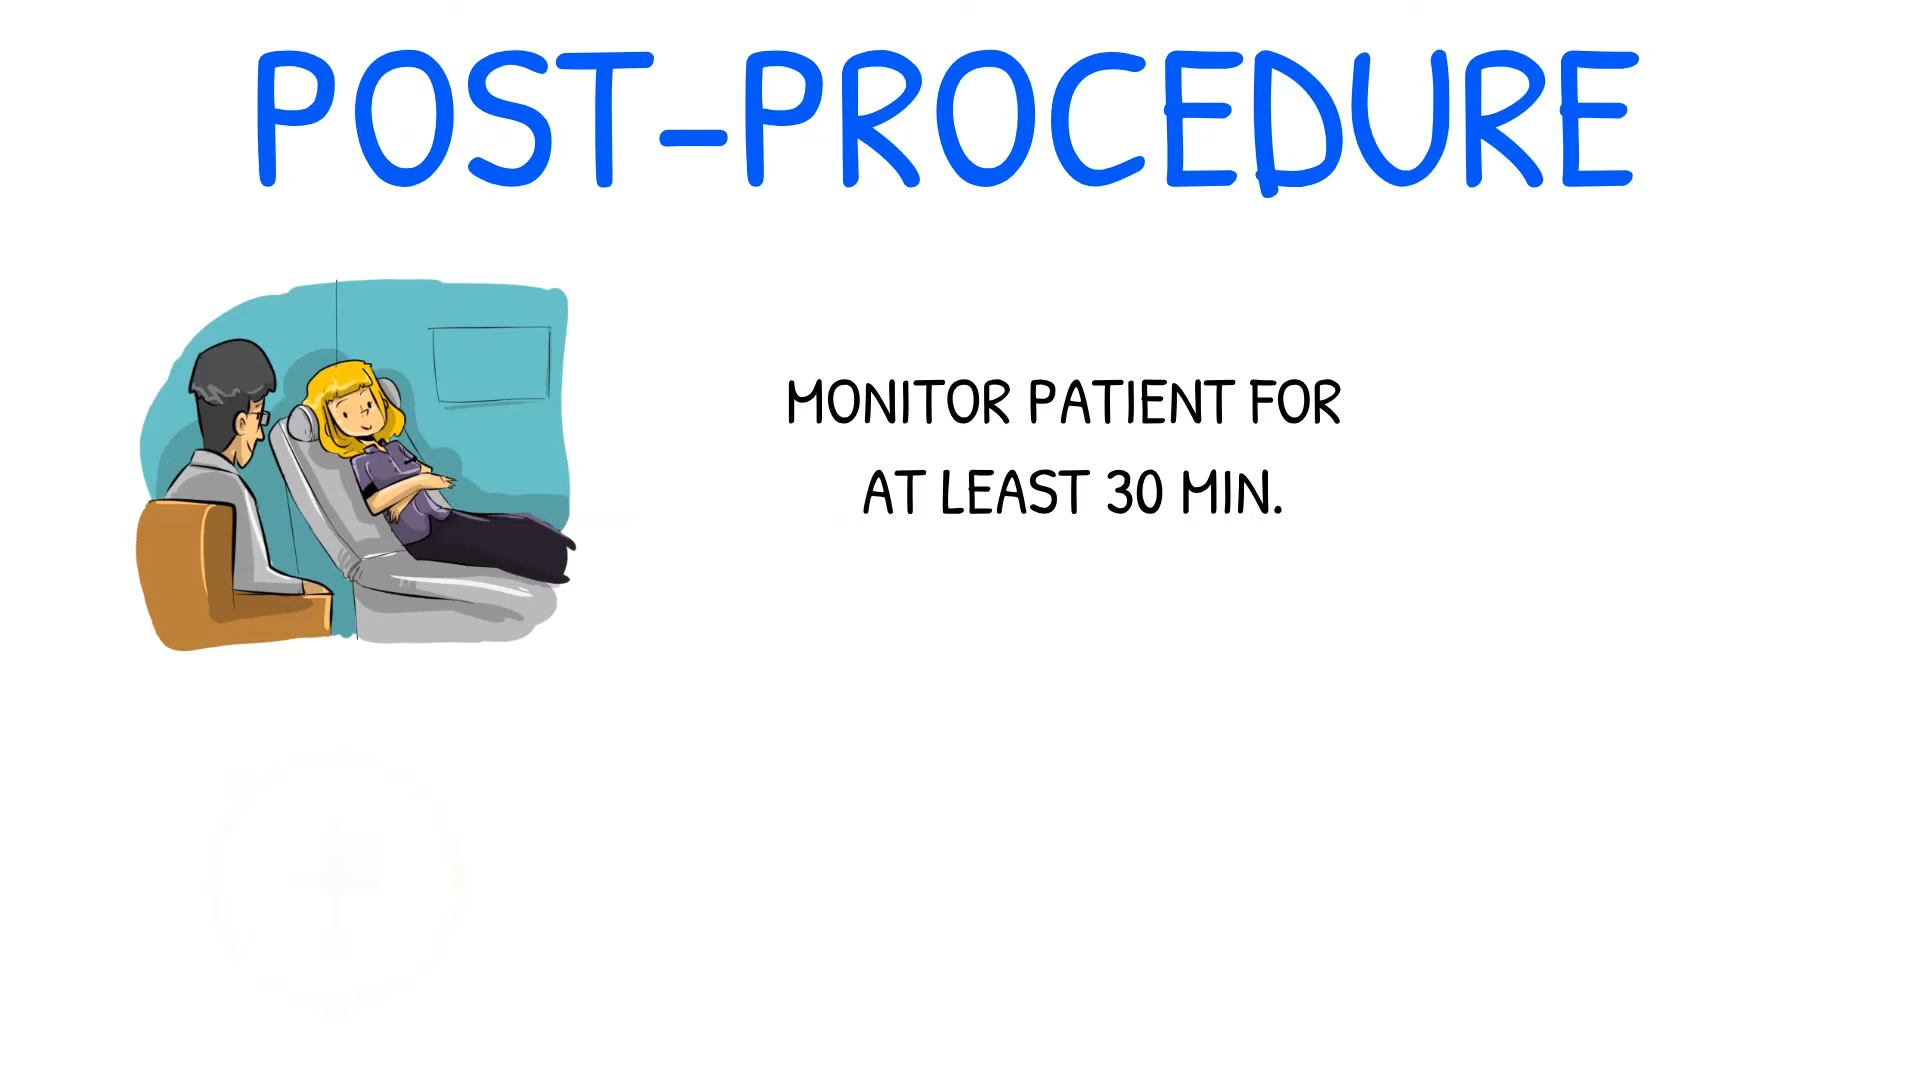 POST-PROCEDURE
MONITOR PATIENT FOR
AT LEAST 30 MIN.